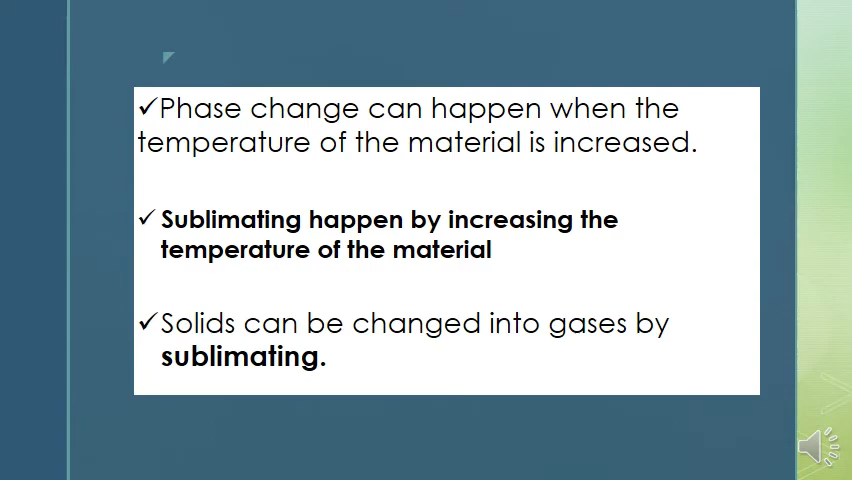 ✓Phase change can happen when the
temperature of the material is increased.
✓ Sublimating happen by increasing the
temperature of the material
✓Solids can be changed into gases by
sublimating.